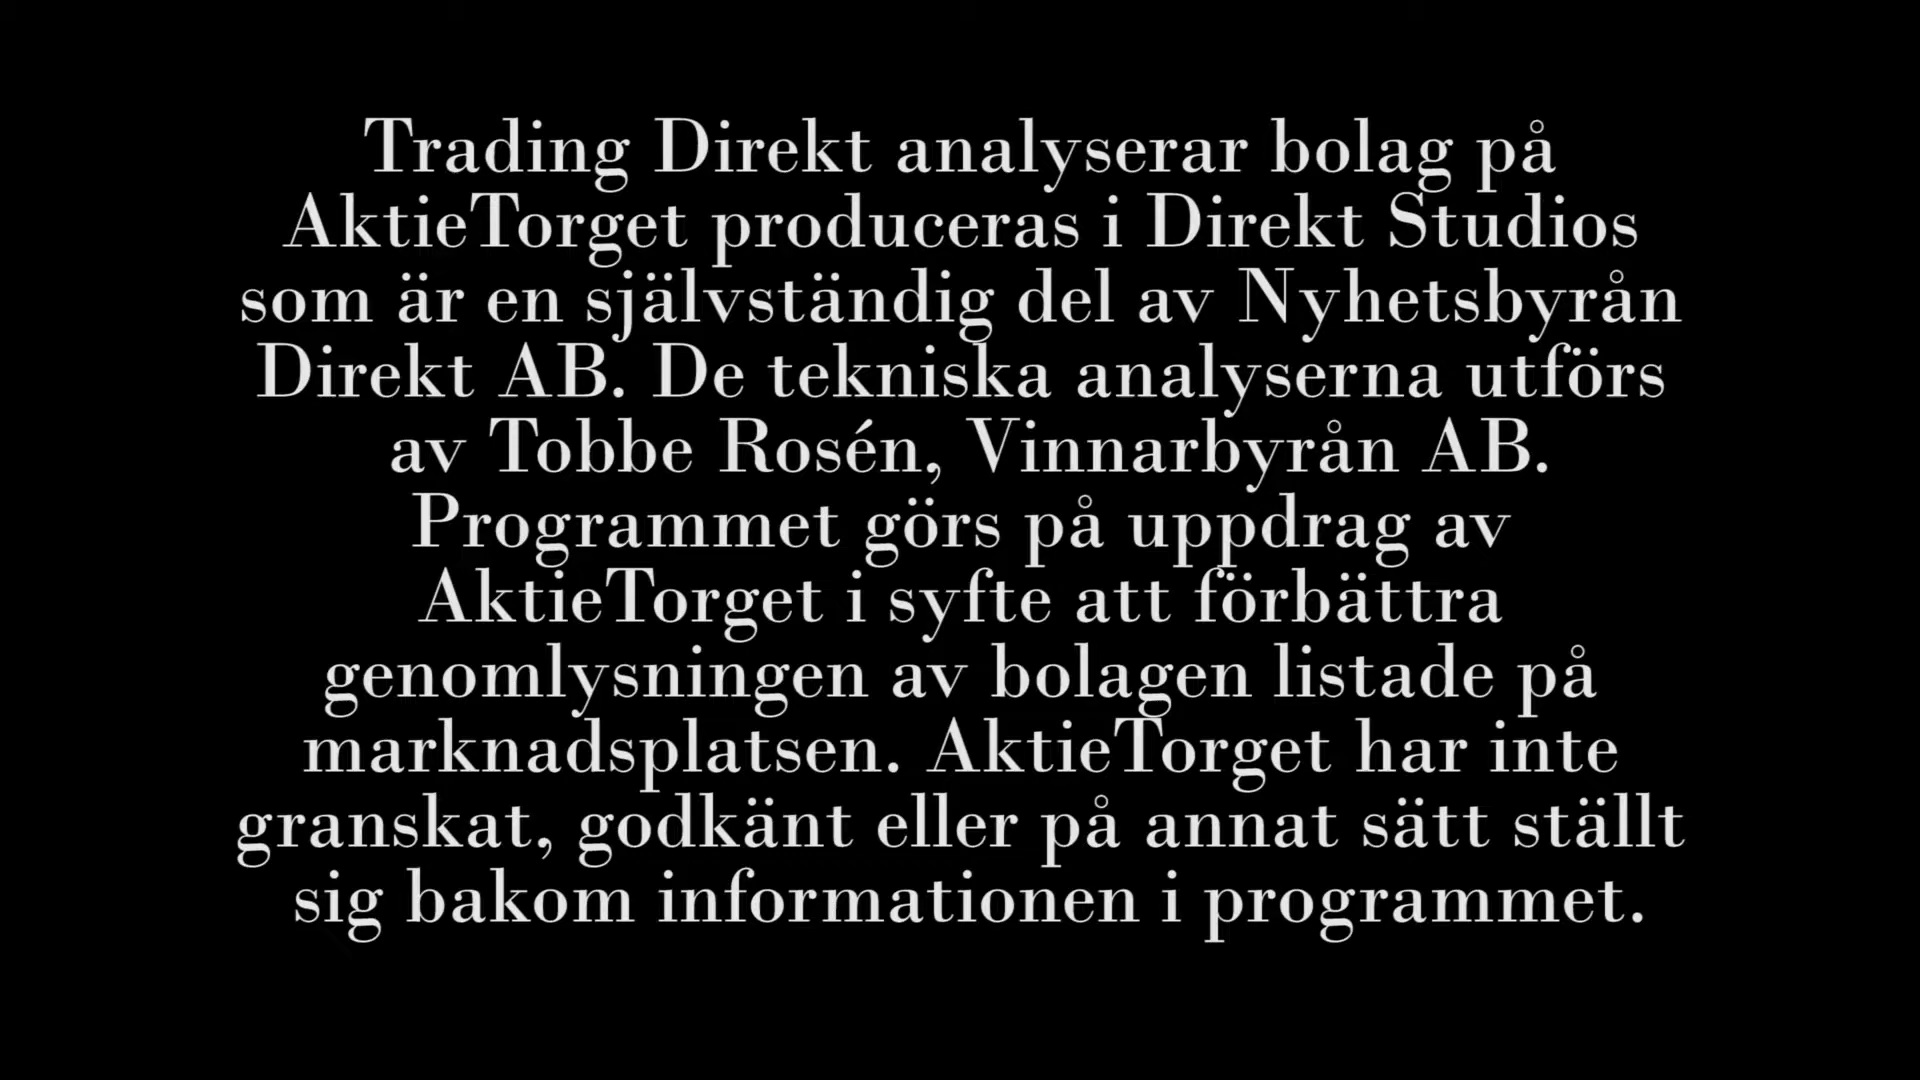 Trading Direkt analyserar bolag på
AktieTorget produceras i Direkt Studios
som är en självständig del av Nyhetsbyrån
Direkt AB. De tekniska analyserna utförs
av Tobbe Rosén, Vinnarbyrån AB.
Programmet görs på uppdrag av
AktieTorget i syfte att förbättra
genomlysningen av bolagen listade på
marknadsplatsen. AktieTorget har inte
granskat, godkänt eller på annat sätt ställt
sig bakom informationen i programmet.